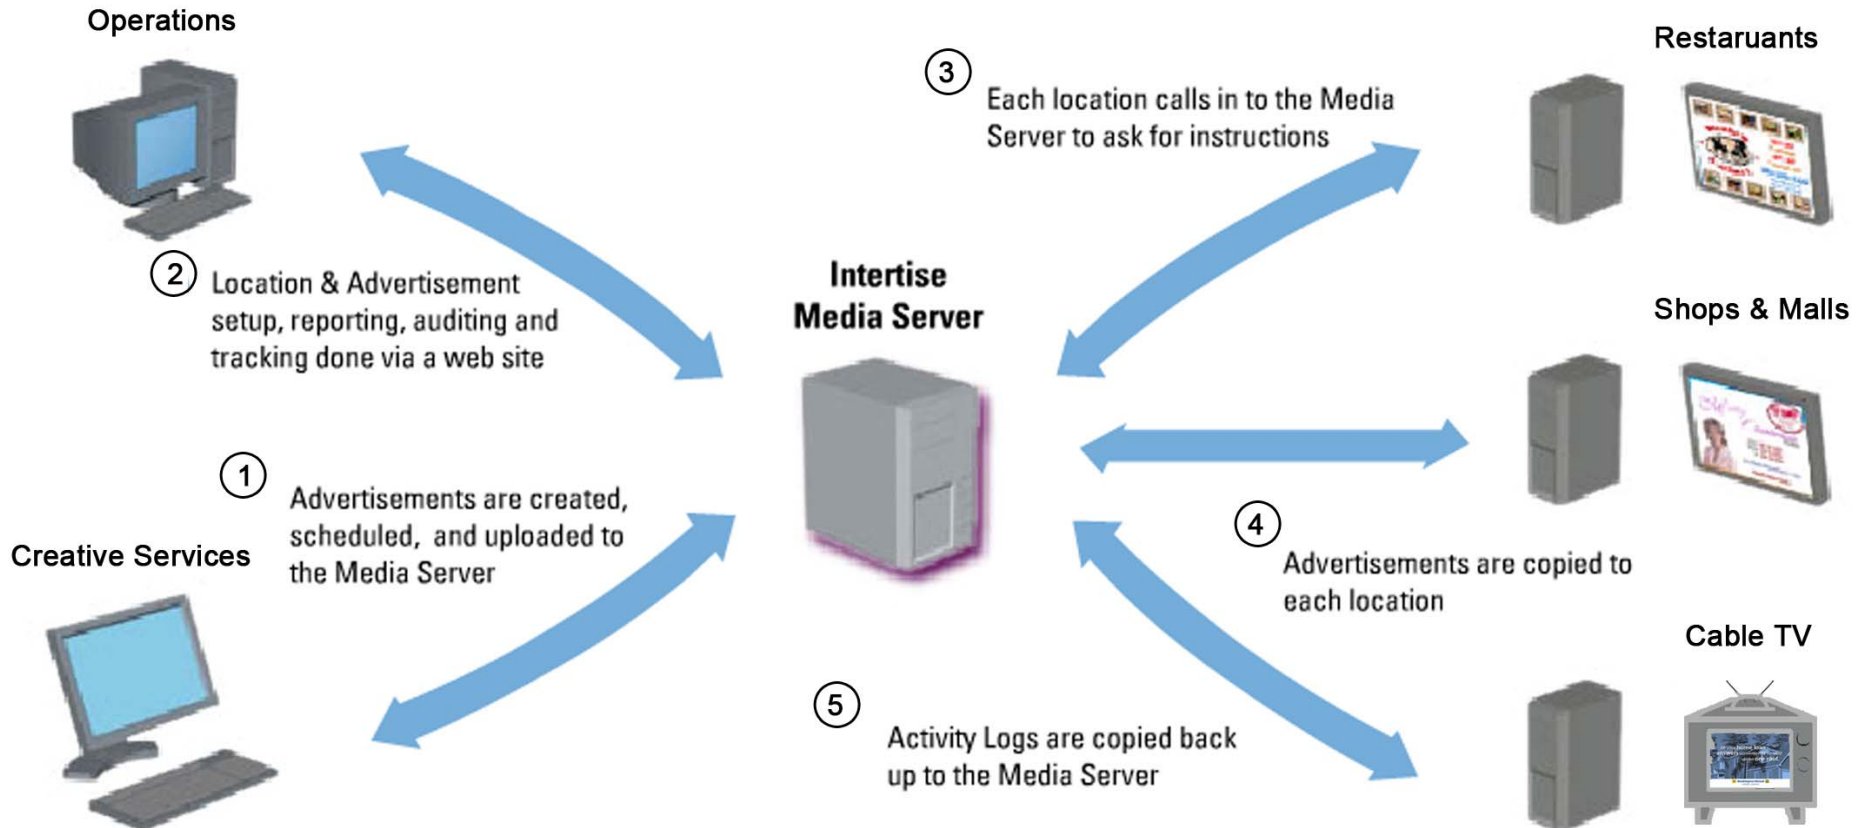 Operations
2
Location & Advertisement
setup, reporting, auditing and
tracking done via a web site
1
Advertisements are created,
scheduled, and uploaded to
the Media Server
Creative Services
Intertise
Media Server
3
Each location calls in to the Media
Server to ask for instructions
Restaruants
Shops & Malls
4
Advertisements are copied to
each location
Cable TV
5
Activity Logs are copied back
up to the Media Server